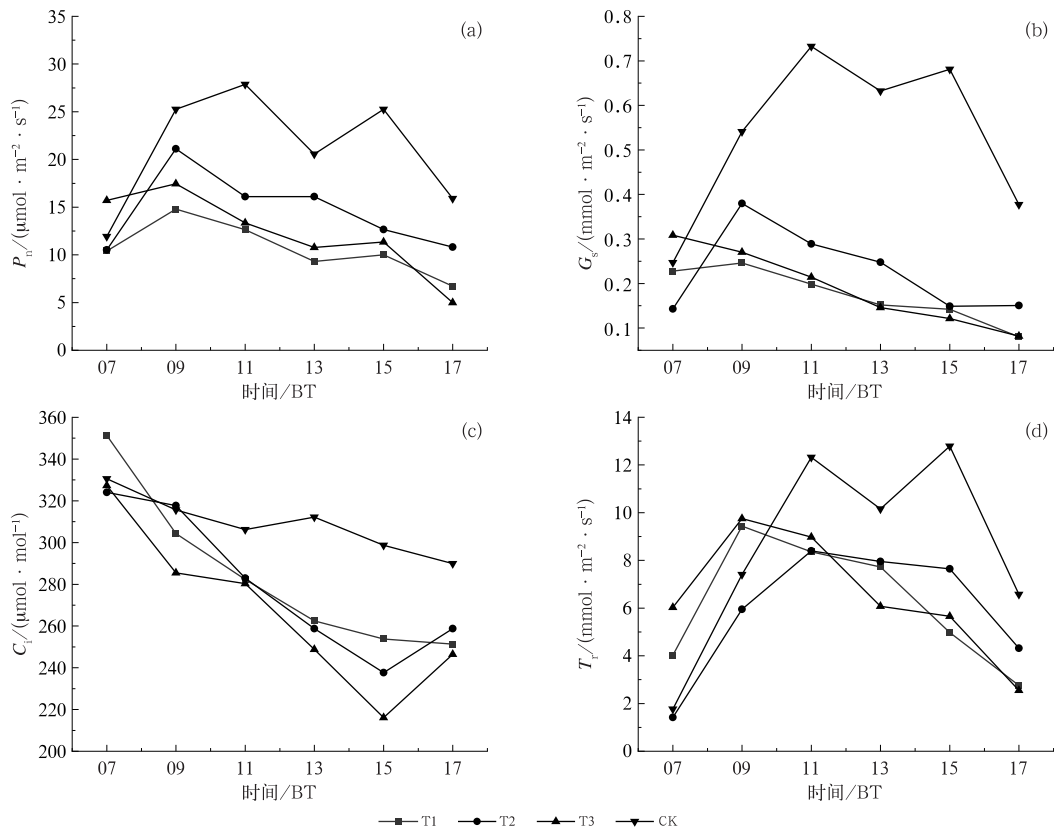 (a)
35
30
25
20
15
10
5
0
Pₙ/(μmol·m⁻²·s⁻¹)
07 09 11 13 15 17
时间/BT
(b)
0.8
0.7
0.6
0.5
0.4
0.3
0.2
0.1
Gₛ/(mmol·m⁻²·s⁻¹)
07 09 11 13 15 17
时间/BT
(c)
360
340
320
300
280
260
240
220
200
Cᵢ/(μmol·mol⁻¹)
07 09 11 13 15 17
时间/BT
(d)
14
12
10
8
6
4
2
0
Tᵣ/(mmol·m⁻²·s⁻¹)
07 09 11 13 15 17
时间/BT
T1 T2 T3 CK